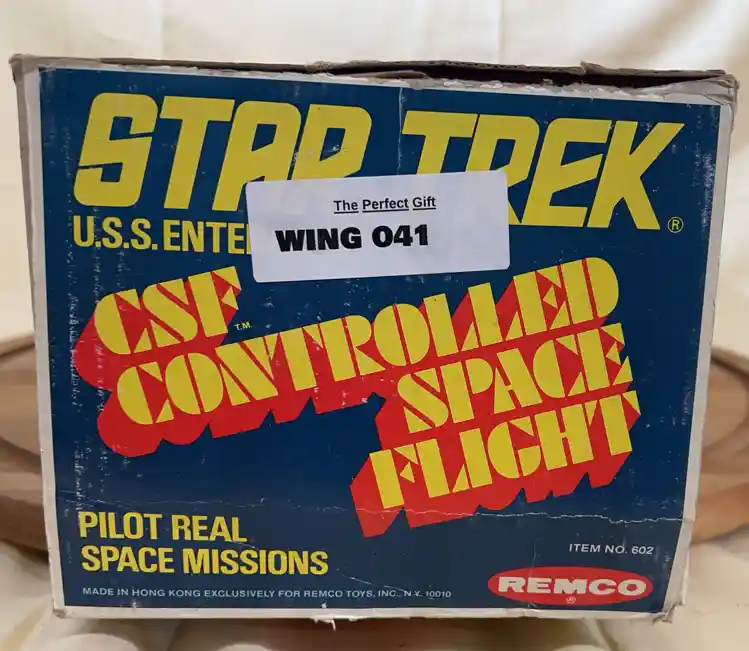 STAR TREK®
The Perfect Gift
WING 041
U.S.S. ENTE
CSF T.M.
CONTROLLED
SPACE
FLIGHT
PILOT REAL
SPACE MISSIONS
ITEM NO. 602
REMCO®
MADE IN HONG KONG EXCLUSIVELY FOR REMCO TOYS, INC., N.Y. 10010